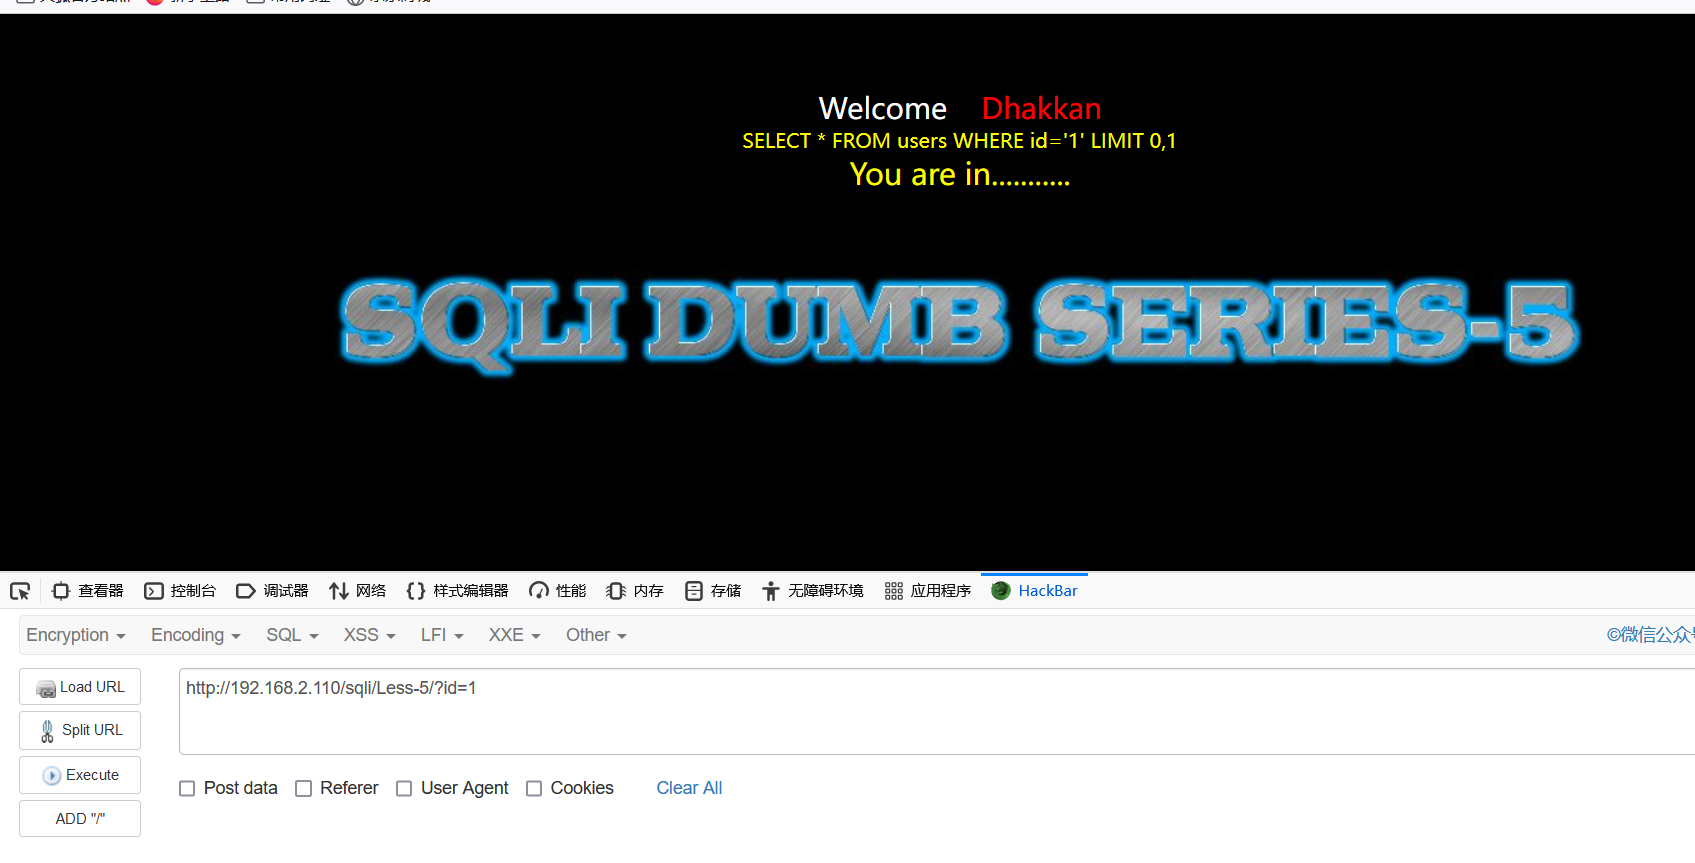 Welcome Dhakkan
SELECT * FROM users WHERE id='1' LIMIT 0,1
You are in...........
SQLI DUMB SERIES-5
查看器 控制台 调试器 网络 样式编辑器 性能 内存 存储 无障碍环境 应用程序 HackBar
Encryption Encoding SQL XSS LFI XXE Other ©微信公众
Load URL
http://192.168.2.110/sqli/Less-5/?id=1
Split URL
Execute
Post data Referer User Agent Cookies Clear All
ADD "/"